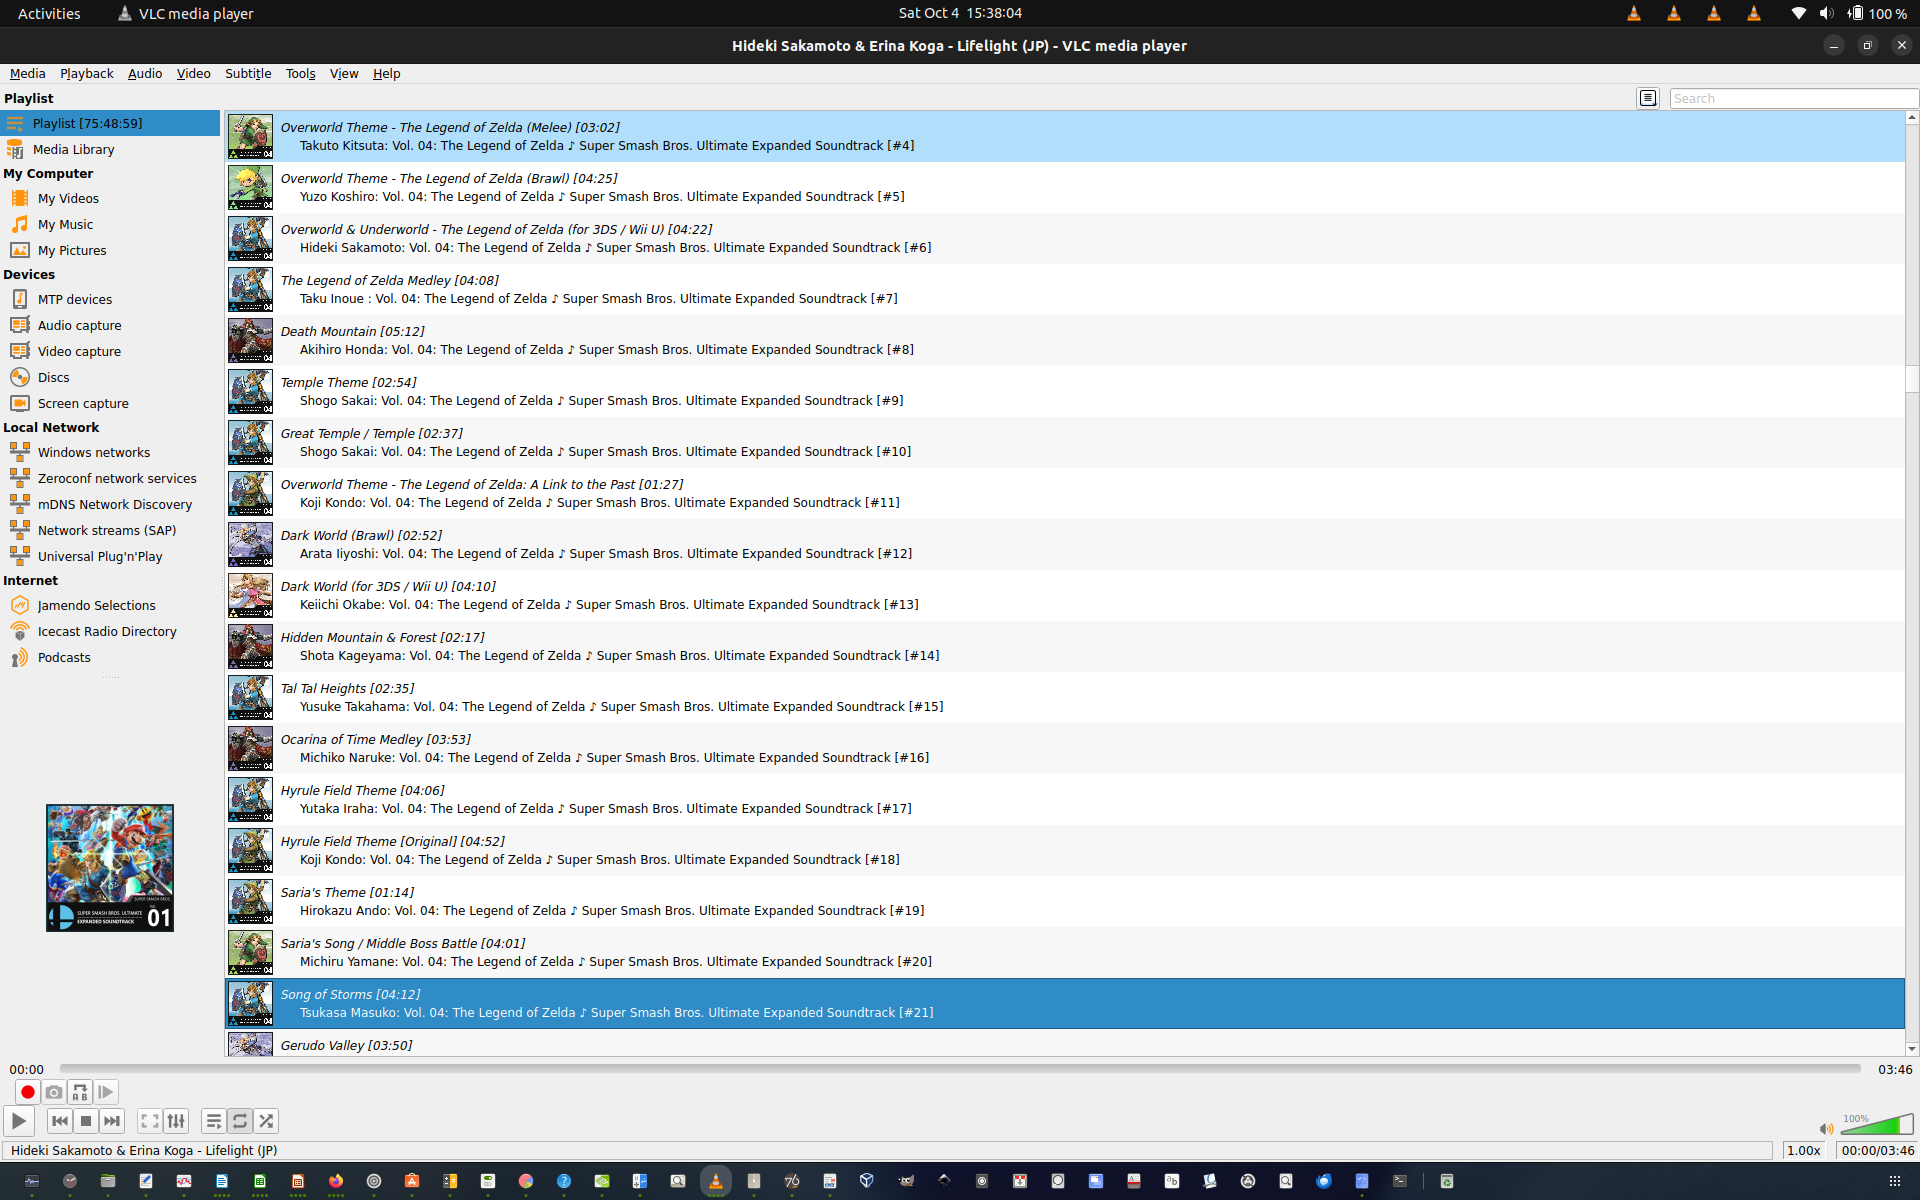 Activities
VLC media player
Sat Oct 4  15:38:04
100 %
Hideki Sakamoto & Erina Koga - Lifelight (JP) - VLC media player
Media Playback Audio Video Subtitle Tools View Help
Playlist
Search
Playlist [75:48:59]
Media Library
My Computer
My Videos
My Music
My Pictures
Devices
MTP devices
Audio capture
Video capture
Discs
Screen capture
Local Network
Windows networks
Zeroconf network services
mDNS Network Discovery
Network streams (SAP)
Universal Plug'n'Play
Internet
Jamendo Selections
Icecast Radio Directory
Podcasts
SUPER SMASH BROS. ULTIMATE
EXPANDED SOUNDTRACK
01
Overworld Theme - The Legend of Zelda (Melee) [03:02]
Takuto Kitsuta: Vol. 04: The Legend of Zelda ♪ Super Smash Bros. Ultimate Expanded Soundtrack [#4]
Overworld Theme - The Legend of Zelda (Brawl) [04:25]
Yuzo Koshiro: Vol. 04: The Legend of Zelda ♪ Super Smash Bros. Ultimate Expanded Soundtrack [#5]
Overworld & Underworld - The Legend of Zelda (for 3DS / Wii U) [04:22]
Hideki Sakamoto: Vol. 04: The Legend of Zelda ♪ Super Smash Bros. Ultimate Expanded Soundtrack [#6]
The Legend of Zelda Medley [04:08]
Taku Inoue : Vol. 04: The Legend of Zelda ♪ Super Smash Bros. Ultimate Expanded Soundtrack [#7]
Death Mountain [05:12]
Akihiro Honda: Vol. 04: The Legend of Zelda ♪ Super Smash Bros. Ultimate Expanded Soundtrack [#8]
Temple Theme [02:54]
Shogo Sakai: Vol. 04: The Legend of Zelda ♪ Super Smash Bros. Ultimate Expanded Soundtrack [#9]
Great Temple / Temple [02:37]
Shogo Sakai: Vol. 04: The Legend of Zelda ♪ Super Smash Bros. Ultimate Expanded Soundtrack [#10]
Overworld Theme - The Legend of Zelda: A Link to the Past [01:27]
Koji Kondo: Vol. 04: The Legend of Zelda ♪ Super Smash Bros. Ultimate Expanded Soundtrack [#11]
Dark World (Brawl) [02:52]
Arata Iiyoshi: Vol. 04: The Legend of Zelda ♪ Super Smash Bros. Ultimate Expanded Soundtrack [#12]
Dark World (for 3DS / Wii U) [04:10]
Keiichi Okabe: Vol. 04: The Legend of Zelda ♪ Super Smash Bros. Ultimate Expanded Soundtrack [#13]
Hidden Mountain & Forest [02:17]
Shota Kageyama: Vol. 04: The Legend of Zelda ♪ Super Smash Bros. Ultimate Expanded Soundtrack [#14]
Tal Tal Heights [02:35]
Yusuke Takahama: Vol. 04: The Legend of Zelda ♪ Super Smash Bros. Ultimate Expanded Soundtrack [#15]
Ocarina of Time Medley [03:53]
Michiko Naruke: Vol. 04: The Legend of Zelda ♪ Super Smash Bros. Ultimate Expanded Soundtrack [#16]
Hyrule Field Theme [04:06]
Yutaka Iraha: Vol. 04: The Legend of Zelda ♪ Super Smash Bros. Ultimate Expanded Soundtrack [#17]
Hyrule Field Theme [Original] [04:52]
Koji Kondo: Vol. 04: The Legend of Zelda ♪ Super Smash Bros. Ultimate Expanded Soundtrack [#18]
Saria's Theme [01:14]
Hirokazu Ando: Vol. 04: The Legend of Zelda ♪ Super Smash Bros. Ultimate Expanded Soundtrack [#19]
Saria's Song / Middle Boss Battle [04:01]
Michiru Yamane: Vol. 04: The Legend of Zelda ♪ Super Smash Bros. Ultimate Expanded Soundtrack [#20]
Song of Storms [04:12]
Tsukasa Masuko: Vol. 04: The Legend of Zelda ♪ Super Smash Bros. Ultimate Expanded Soundtrack [#21]
Gerudo Valley [03:50]
00:00
03:46
100%
Hideki Sakamoto & Erina Koga - Lifelight (JP)
1.00x
00:00/03:46